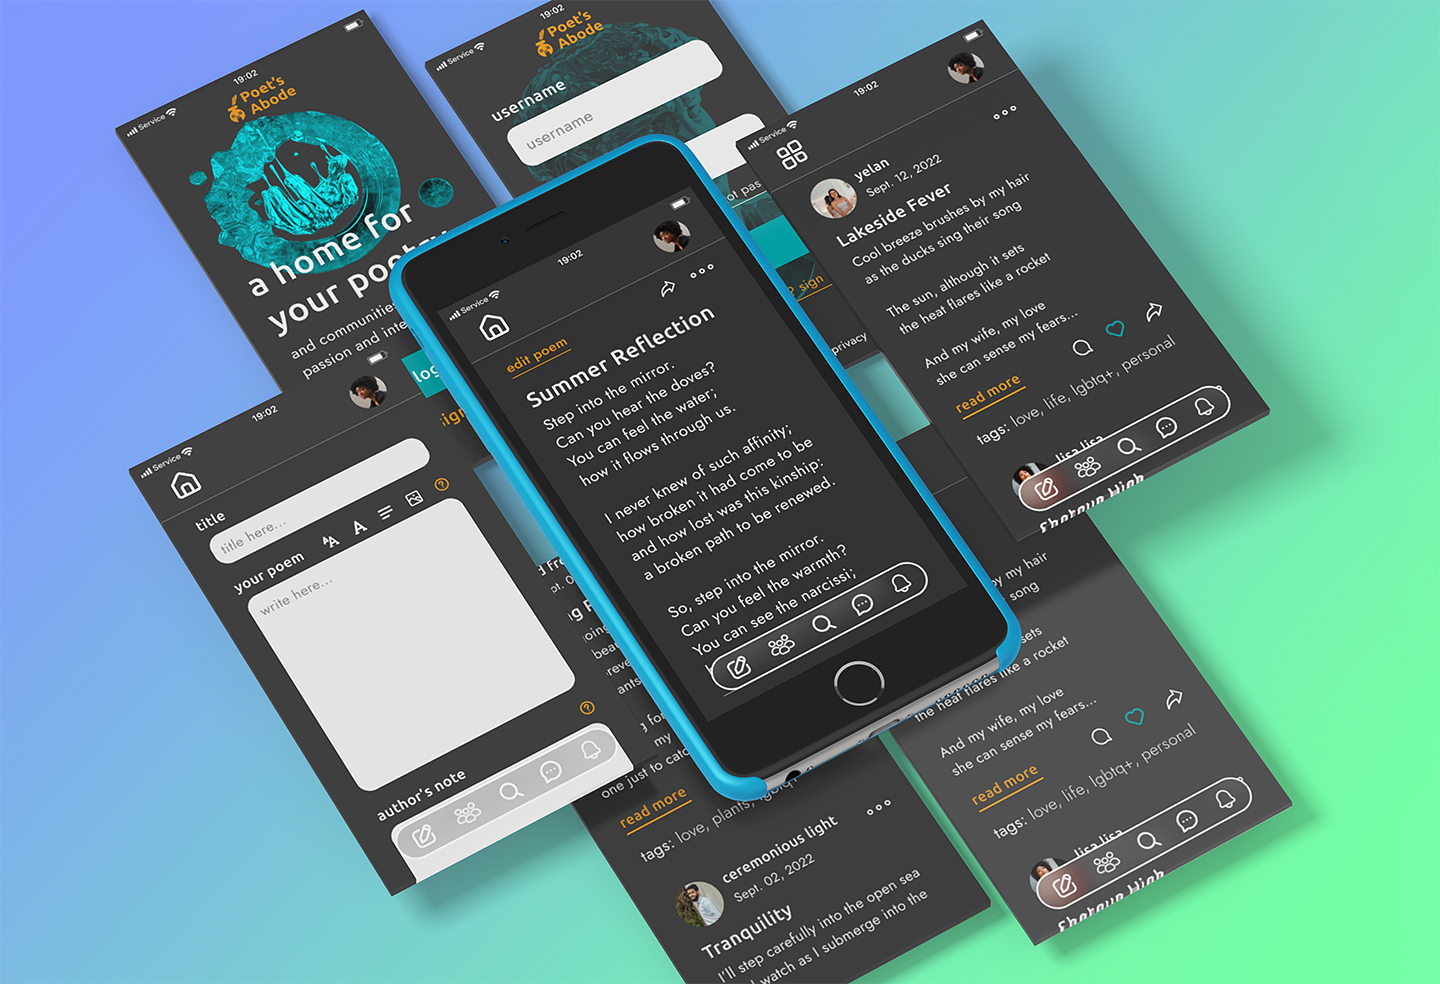 19:02
Service
Poet's
Abode
a home for
your
and communities
passion and
log
19:02
Service
Poet's
Abode
username
username
sign
privacy
19:02
Service
yelan
Sept. 12, 2022
Lakeside Fever
Cool breeze brushes by my hair
as the ducks sing their song
The sun, although it sets
the heat flares like a rocket
And my wife, my love
she can sense my fears...
read more
tags: love, life, lgbtq+, personal
lisa lisa
19:02
Service
edit poem
Summer Reflection
Step into the mirror.
Can you hear the doves?
You can feel the water;
how it flows through us.
I never knew of such affinity;
how broken it had come to be
and how lost was this kinship:
a broken path to be renewed.
So, step into the mirror.
Can you feel the warmth?
You can see the narcissi;
19:02
Service
title
title here...
your poem
write here...
author's note
my
one just to
read more
tags: love, plants, lgbtq+
ceremonious light
Sept. 02, 2022
Tranquility
I'll step carefully into the open sea
watch as I submerge into the
by my hair
song
sets
the heat flares like a rocket
And my wife, my love
she can sense my fears...
read more
tags: love, life, lgbtq+, personal
lisa lisa